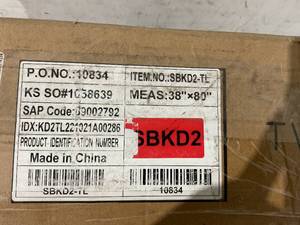 P.O.NO.:10834
ITEM.NO.:SBKD2-TL
KS SO#1058639
MEAS:38"×80"
SAP Code:59002792
IDX:KD2TL221021A00286
SBKD2
PRODUCT IDENTIFICATION NUMBER
Made in China
SBKD2-TL
10834